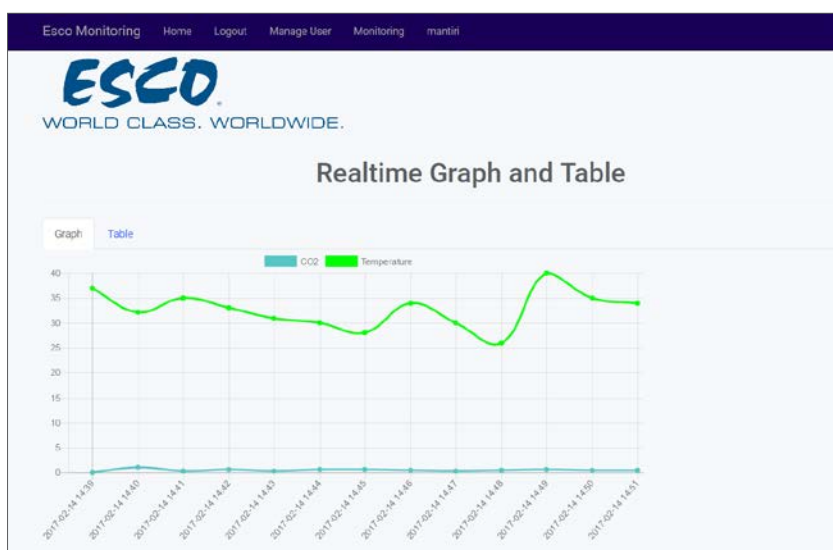 Esco Monitoring Home Logout Manage User Monitoring mantiri
ESCO
WORLD CLASS. WORLDWIDE.
Realtime Graph and Table
Graph Table
CO2 Temperature
40
35
30
25
20
15
10
5
0
2017-02-14 14:39 2017-02-14 14:40 2017-02-14 14:41 2017-02-14 14:42 2017-02-14 14:43 2017-02-14 14:44 2017-02-14 14:45 2017-02-14 14:46 2017-02-14 14:47 2017-02-14 14:48 2017-02-14 14:49 2017-02-14 14:50 2017-02-14 14:51